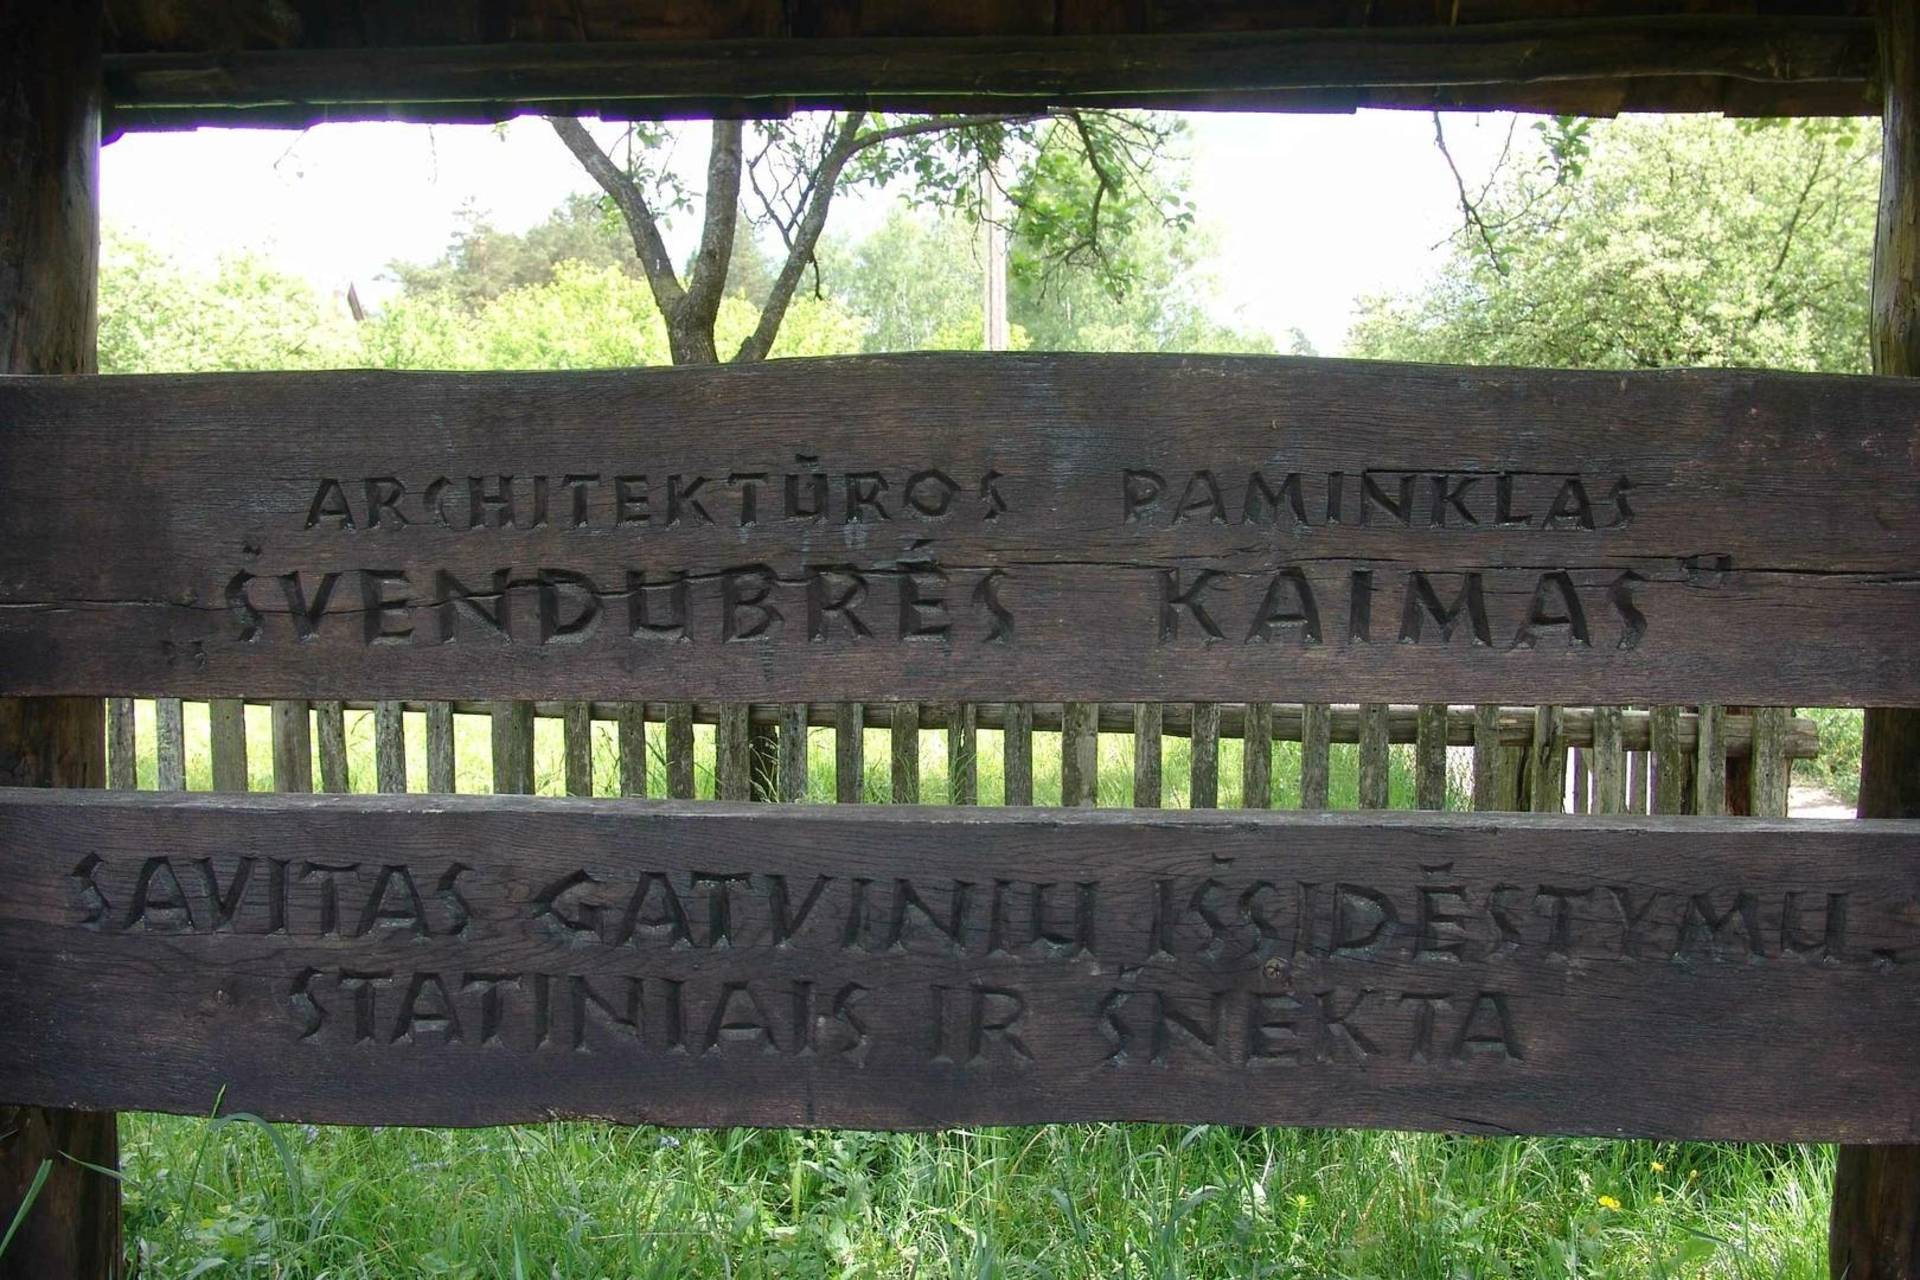 ARCHITEKTŪROS PAMINKLAS
„ŠVENDUBRĖS KAIMAS"
SAVITAS GATVINIU IŠSIDĖSTYMU,
STATINIAIS IR ŠNEKTA